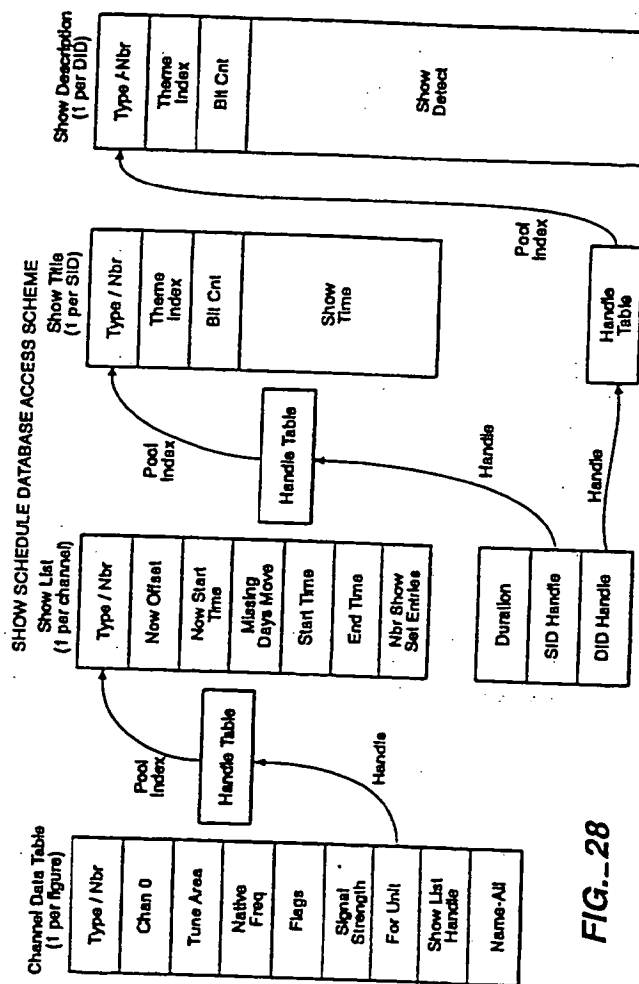 SHOW SCHEDULE DATABASE ACCESS SCHEME
Channel Data Table
(1 per figure)
Type / Nbr
Chan 0
Tune Area
Native
Freq
Flags
Signal
Strength
For Unit
Show List
Handle
Name-All
Handle
Handle Table
Pool
Index
Show List
(1 per channel)
Type / Nbr
Now Offset
Now Start
Time
Missing
Days Move
Start Time
End Time
Nbr Show
Set Entries
Duration
SID Handle
DID Handle
Handle
Handle Table
Pool
Index
Show Title
(1 per SID)
Type / Nbr
Theme
Index
Bit Cnt
Show
Time
Handle
Handle
Table
Pool
Index
Show Description
(1 per DID)
Type / Nbr
Theme
Index
Bit Cnt
Show
Detect
FIG._28